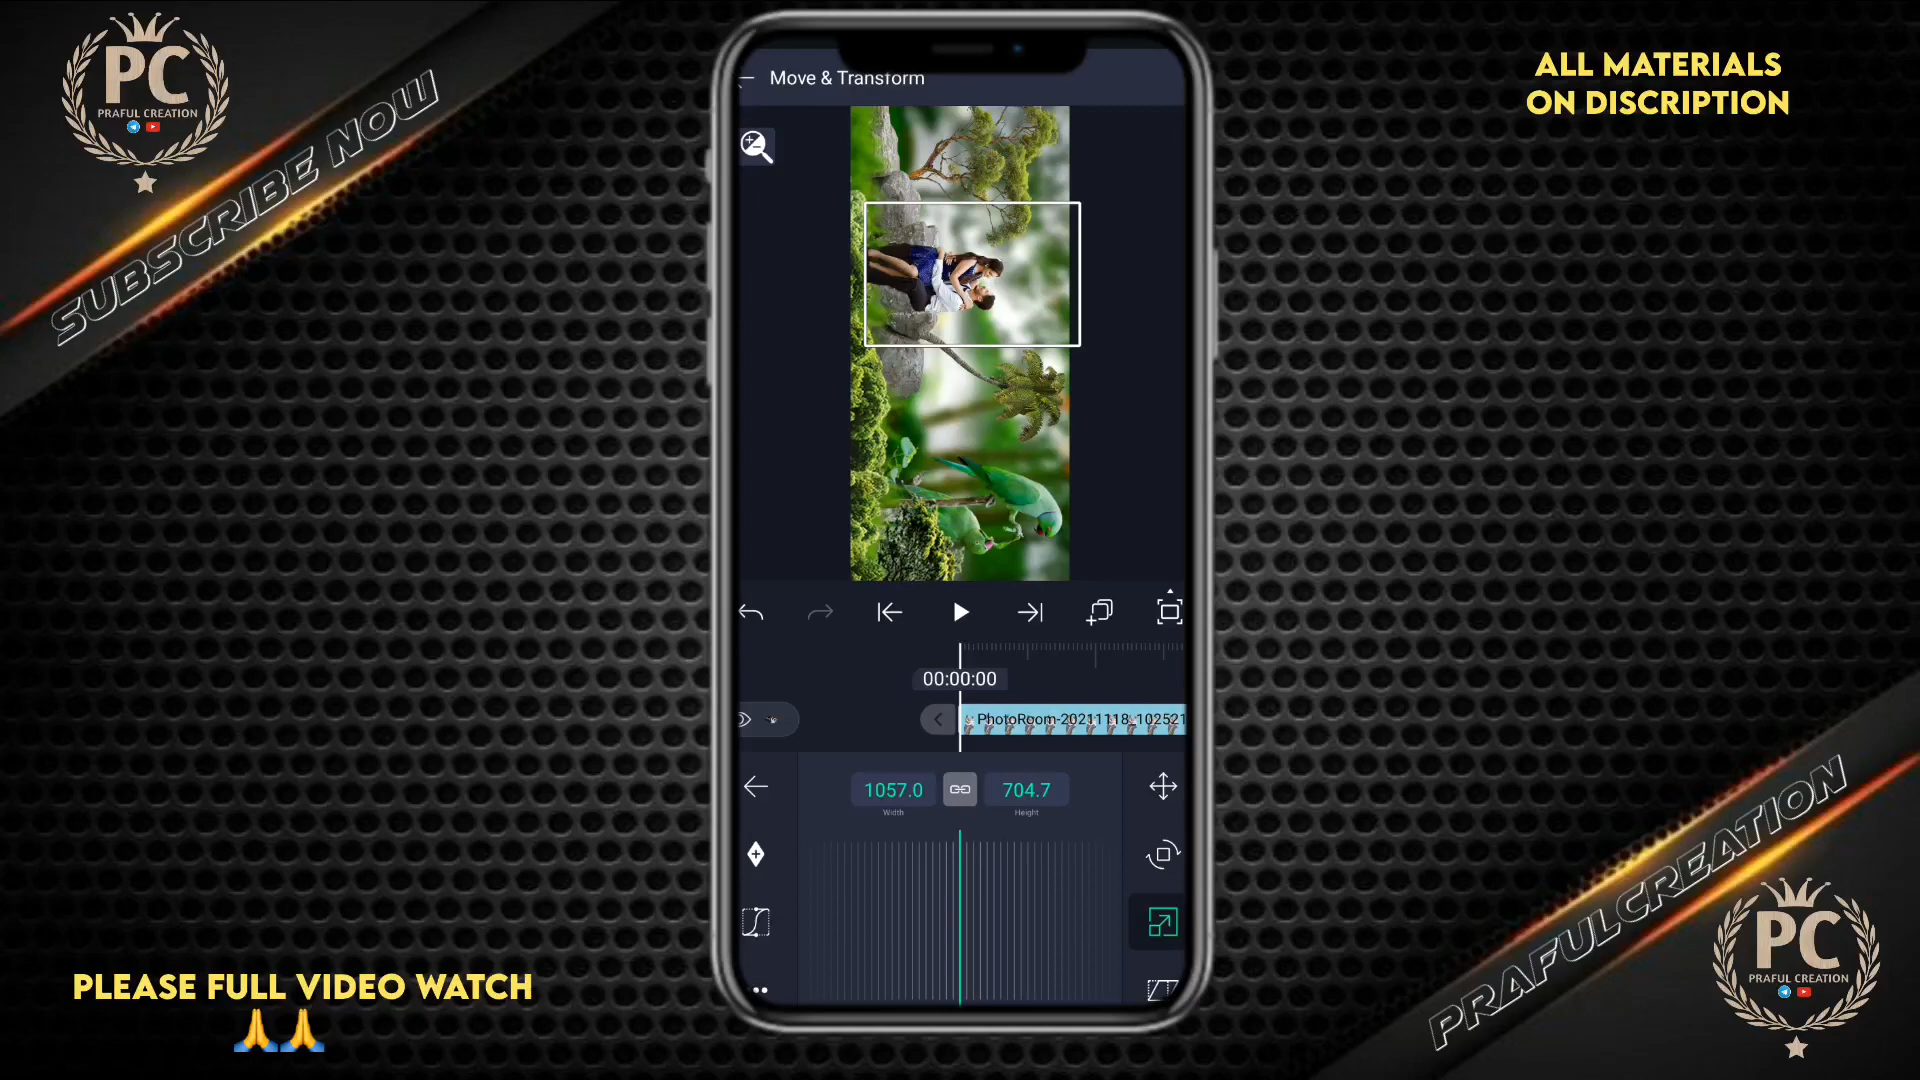 PC
PRAFUL CREATION
SUBSCRIBE NOW
ALL MATERIALS
ON DISCRIPTION
Move & Transform
00:00:00
PhotoRoom-20211118_102521
1057.0
704.7
Width
Height
PLEASE FULL VIDEO WATCH
PRAFULCREATION
PC
PRAFUL CREATION